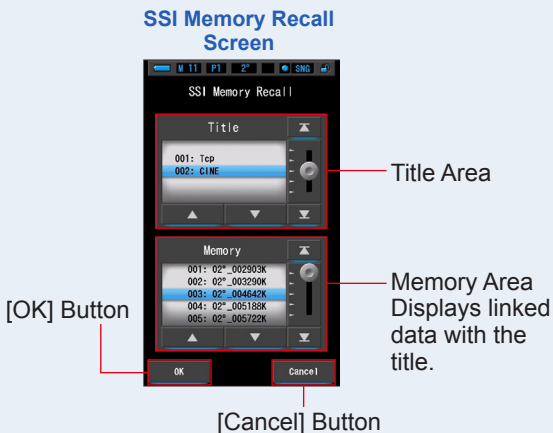 SSI Memory Recall
Screen
M 11 P1 2° SNG
SSI Memory Recall
Title
001: Tcp
002: CINE
Title Area
Memory
001: 02°_002903K
002: 02°_003290K
003: 02°_004642K
004: 02°_005188K
005: 02°_005722K
Memory Area
Displays linked
data with the
title.
[OK] Button
OK
Cancel
[Cancel] Button